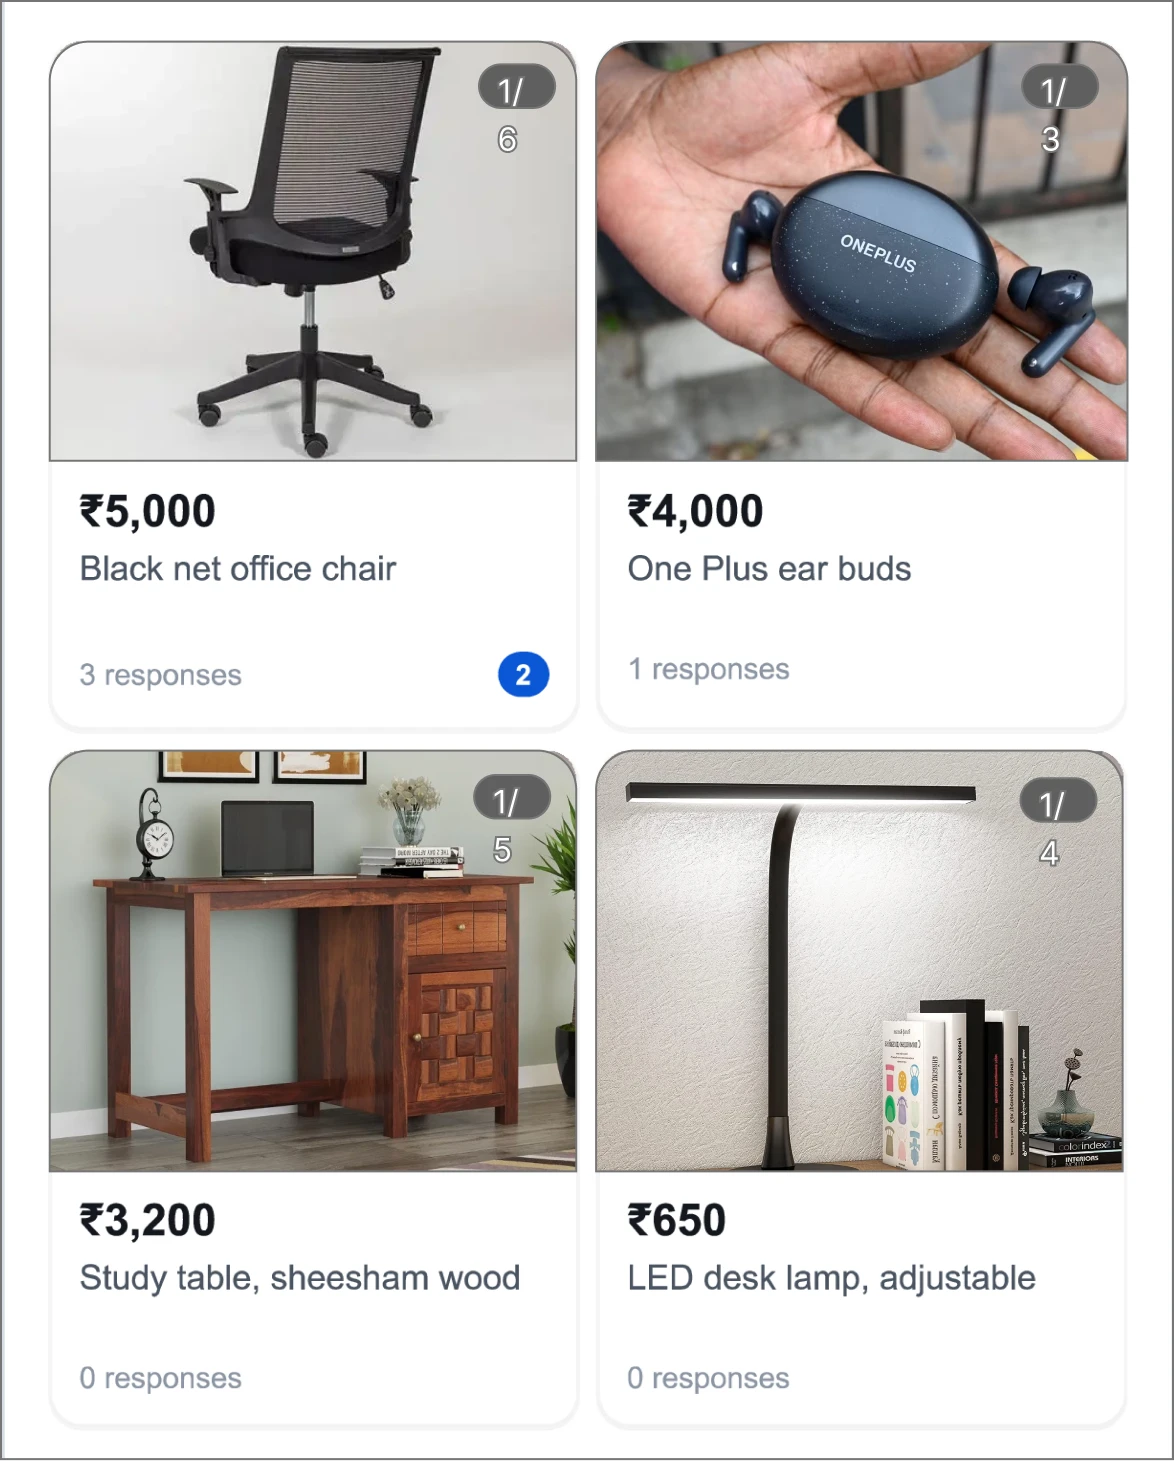 1/
6
1/
3
ONEPLUS
₹5,000
Black net office chair
3 responses
2
₹4,000
One Plus ear buds
1 responses
1/
5
1/
4
colorindex2
INTERIORS
₹3,200
Study table, sheesham wood
0 responses
₹650
LED desk lamp, adjustable
0 responses